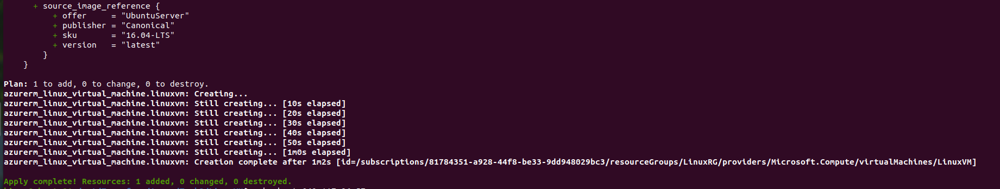 + source_image_reference {
+ offer     = "UbuntuServer"
+ publisher = "Canonical"
+ sku       = "16.04-LTS"
+ version   = "latest"
}
}
Plan: 1 to add, 0 to change, 0 to destroy.
azurerm_linux_virtual_machine.linuxvm: Creating...
azurerm_linux_virtual_machine.linuxvm: Still creating... [10s elapsed]
azurerm_linux_virtual_machine.linuxvm: Still creating... [20s elapsed]
azurerm_linux_virtual_machine.linuxvm: Still creating... [30s elapsed]
azurerm_linux_virtual_machine.linuxvm: Still creating... [40s elapsed]
azurerm_linux_virtual_machine.linuxvm: Still creating... [50s elapsed]
azurerm_linux_virtual_machine.linuxvm: Still creating... [1m0s elapsed]
azurerm_linux_virtual_machine.linuxvm: Creation complete after 1m2s [id=/subscriptions/81784351-a928-44f8-be33-9dd948029bc3/resourceGroups/LinuxRG/providers/Microsoft.Compute/virtualMachines/LinuxVM]
Apply complete! Resources: 1 added, 0 changed, 0 destroyed.